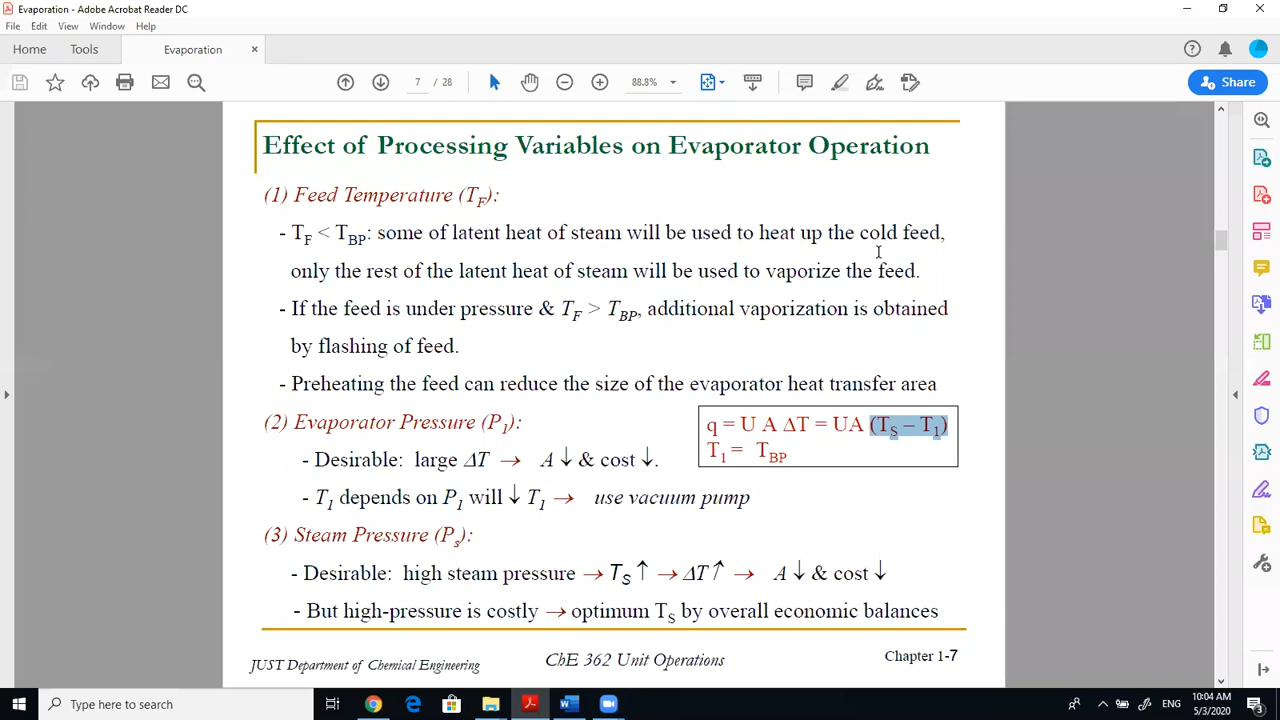 Evaporation - Adobe Acrobat Reader DC
File Edit View Window Help
Home Tools Evaporation ×
7 / 28 88.8% Share
Effect of Processing Variables on Evaporator Operation
(1) Feed Temperature (TF):
- TF < TBP: some of latent heat of steam will be used to heat up the cold feed,
only the rest of the latent heat of steam will be used to vaporize the feed.
- If the feed is under pressure & TF > TBP, additional vaporization is obtained
by flashing of feed.
- Preheating the feed can reduce the size of the evaporator heat transfer area
(2) Evaporator Pressure (P1):
q = U A ΔT = UA (TS – T1)
T1 = TBP
- Desirable: large ΔT → A ↓ & cost ↓.
- T1 depends on P1 will ↓ T1 → use vacuum pump
(3) Steam Pressure (Ps):
- Desirable: high steam pressure → TS ↑ → ΔT ↑ → A ↓ & cost ↓
- But high-pressure is costly → optimum TS by overall economic balances
JUST Department of Chemical Engineering ChE 362 Unit Operations Chapter 1-7
Type here to search
ENG
10:04 AM
5/3/2020
3